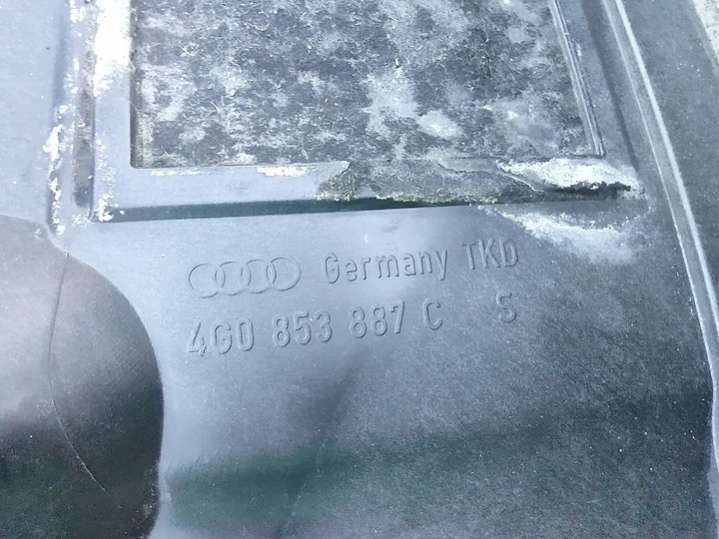 Germany TKD
4G0 853 887 C S